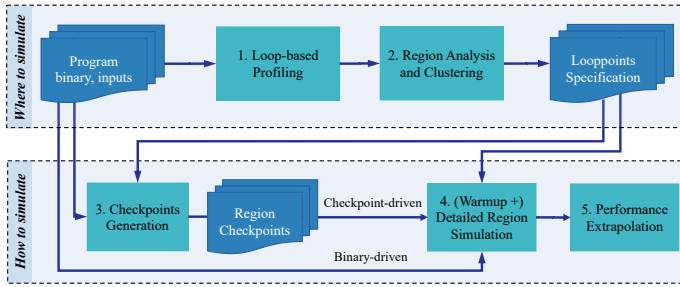 Where to simulate
Program
binary, inputs
1. Loop-based
Profiling
2. Region Analysis
and Clustering
Looppoints
Specification
How to simulate
3. Checkpoints
Generation
Region
Checkpoints
Checkpoint-driven
Binary-driven
4. (Warmup +)
Detailed Region
Simulation
5. Performance
Extrapolation